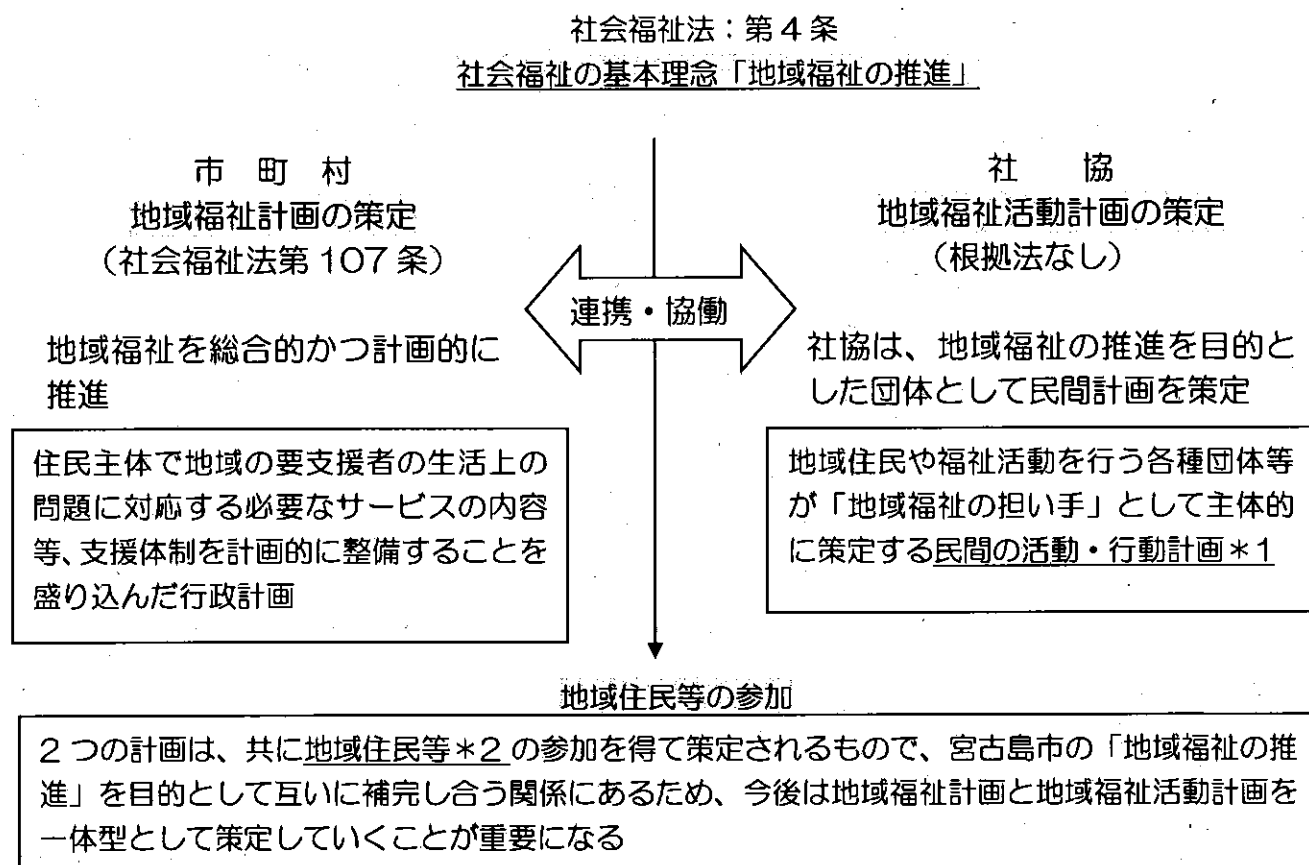 社会福祉法：第4条
社会福祉の基本理念「地域福祉の推進」
市　町　村
地域福祉計画の策定
（社会福祉法第107条）
社　　協
地域福祉活動計画の策定
（根拠法なし）
連携・協働
地域福祉を総合的かつ計画的に
推進
社協は、地域福祉の推進を目的と
した団体として民間計画を策定
住民主体で地域の要支援者の生活上の
問題に対応する必要なサービスの内容
等、支援体制を計画的に整備することを
盛り込んだ行政計画
地域住民や福祉活動を行う各種団体等
が「地域福祉の担い手」として主体的
に策定する民間の活動・行動計画＊1
地域住民等の参加
2つの計画は、共に地域住民等＊2の参加を得て策定されるもので、宮古島市の「地域福祉の推
進」を目的として互いに補完し合う関係にあるため、今後は地域福祉計画と地域福祉活動計画を
一体型として策定していくことが重要になる